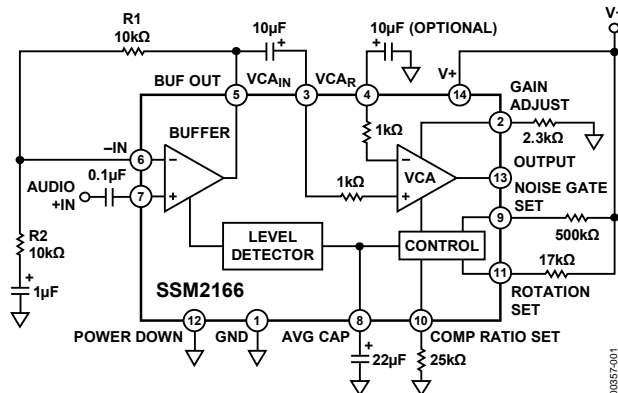 R1
10kΩ
10µF
+
10µF (OPTIONAL)
+
V+
BUF OUT
VCAIN
VCAR
V+
5
3
4
14
GAIN
ADJUST
2
2.3kΩ
BUFFER
1kΩ
–IN
6
–
–
OUTPUT
13
VCA
0.1µF
AUDIO
+IN
7
+
1kΩ
+
NOISE GATE
SET
9
500kΩ
R2
10kΩ
LEVEL
DETECTOR
CONTROL
17kΩ
11
ROTATION
SET
+
1µF
SSM2166
12
1
8
10
POWER DOWN
GND
AVG CAP
COMP RATIO SET
+
22µF
25kΩ
00357-001